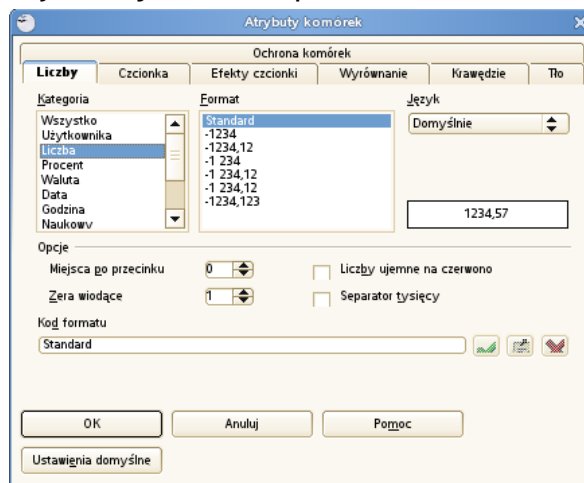 Atrybuty komórek
Ochrona komórek
Liczby Czcionka Efekty czcionki Wyrównanie Krawędzie Tło
Kategoria Format Język
Wszystko
Użytkownika
Liczba
Procent
Waluta
Data
Godzina
Naukowy
Standard
-1234
-1234,12
-1 234
-1 234,12
-1 234,12
-1234,123
Domyślnie
1234,57
Opcje
Miejsca po przecinku 0 Liczby ujemne na czerwono
Zera wiodące 1 Separator tysięcy
Kod formatu
Standard
OK Anuluj Pomoc
Ustawienia domyślne